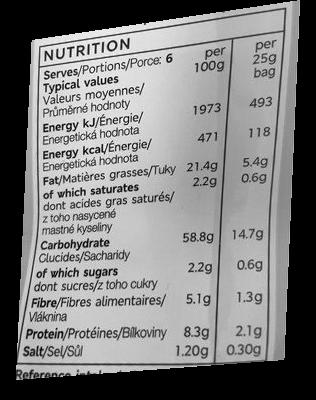 NUTRITION
Serves/Portions/Porce: 6 per 100g per 25g bag
Typical values
Valeurs moyennes/
Průměrné hodnoty
Energy kJ/Énergie/ 1973 493
Energetická hodnota
Energy kcal/Énergie/ 471 118
Energetická hodnota
Fat/Matières grasses/Tuky 21.4g 5.4g
of which saturates 2.2g 0.6g
dont acides gras saturés/
z toho nasycené
mastné kyseliny
Carbohydrate 58.8g 14.7g
Glucides/Sacharidy
of which sugars 2.2g 0.6g
dont sucres/z toho cukry
Fibre/Fibres alimentaires/ 5.1g 1.3g
Vláknina
Protein/Protéines/Bílkoviny 8.3g 2.1g
Salt/Sel/Sůl 1.20g 0.30g
Reference